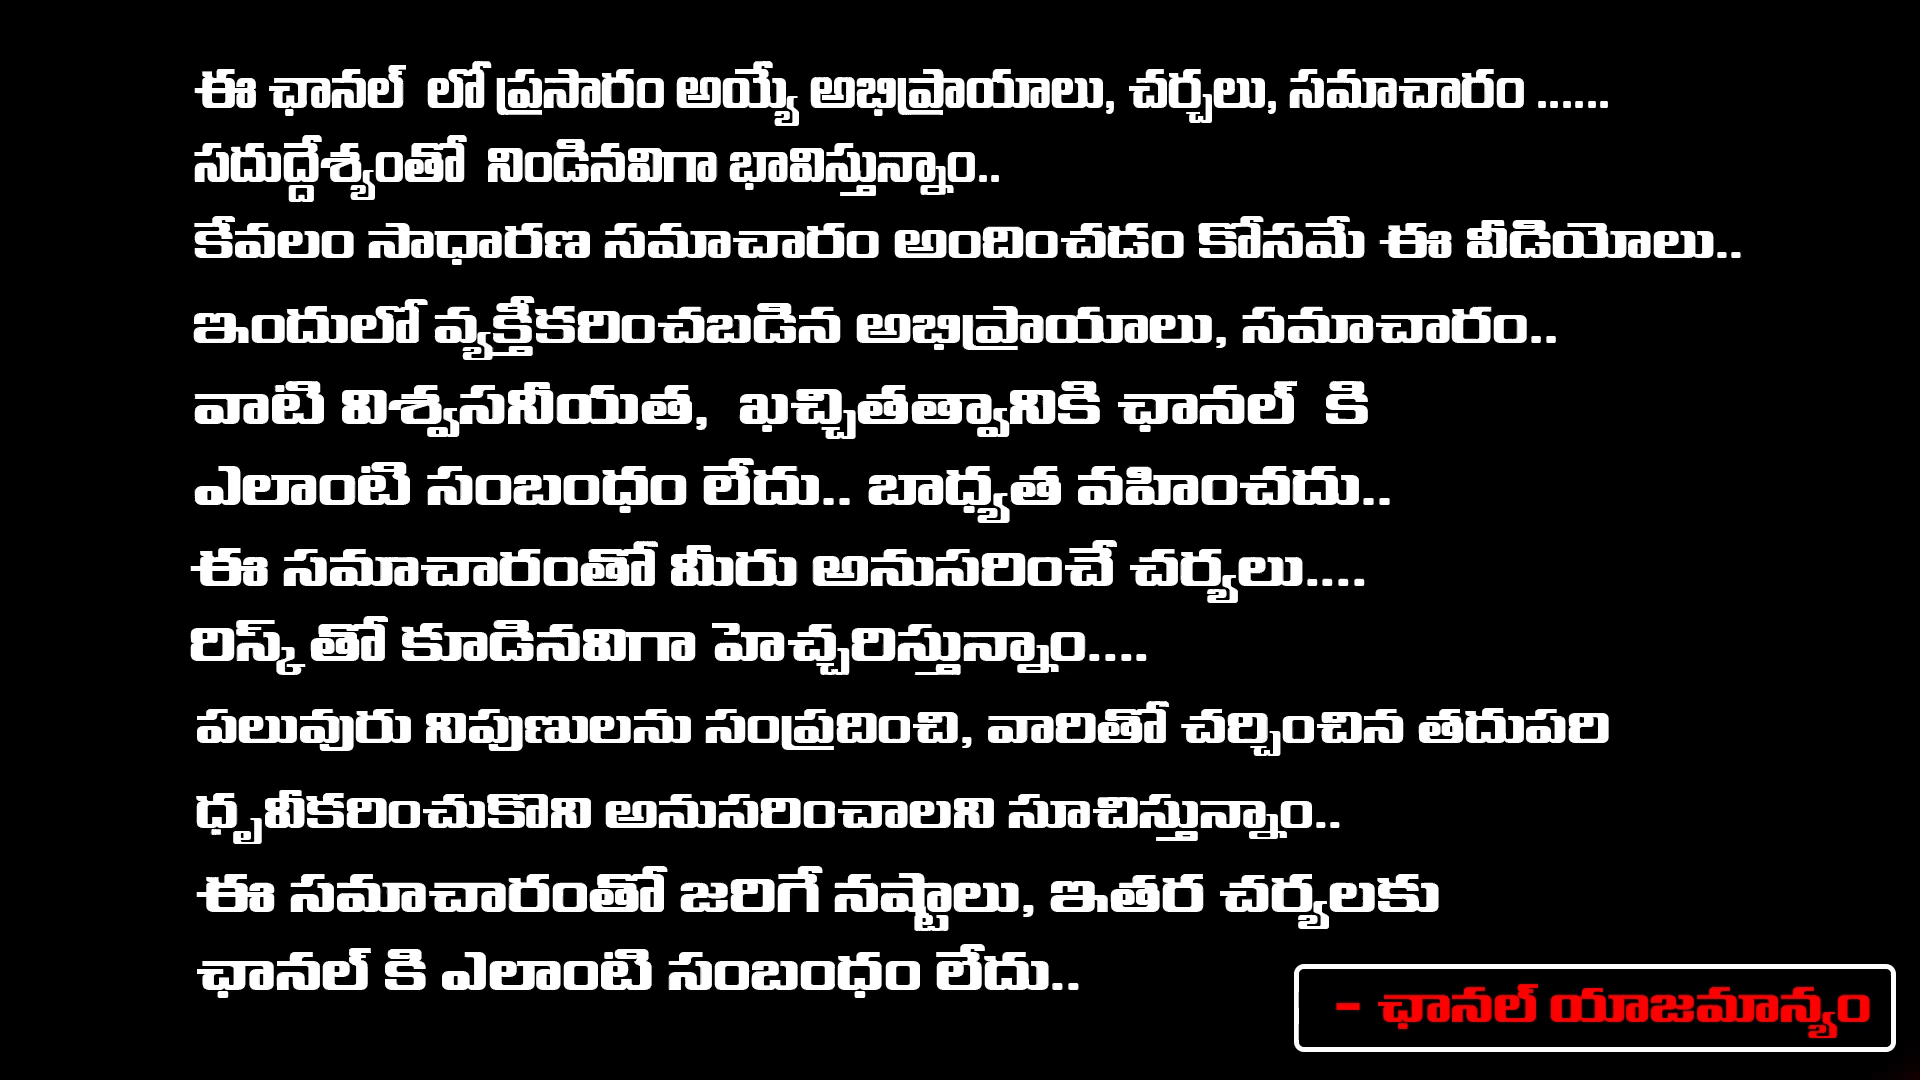 ఈ ఛానల్ లో ప్రసారం అయ్యే అభిప్రాయాలు, చర్చలు, సమాచారం ......
సదుద్దేశ్యంతో నిండినవిగా భావిస్తున్నాం..
కేవలం సాధారణ సమాచారం అందించడం కోసమే ఈ వీడియోలు..
ఇందులో వ్యక్తీకరించబడిన అభిప్రాయాలు, సమాచారం..
వాటి విశ్వసనీయత, ఖచ్చితత్వానికి ఛానల్ కి
ఎలాంటి సంబంధం లేదు.. బాధ్యత వహించదు..
ఈ సమాచారంతో మీరు అనుసరించే చర్యలు....
రిస్క్ తో కూడినవిగా హెచ్చరిస్తున్నాం....
పలువురు నిపుణులను సంప్రదించి, వారితో చర్చించిన తదుపరి
ధృవీకరించుకొని అనుసరించాలని సూచిస్తున్నాం..
ఈ సమాచారంతో జరిగే నష్టాలు, ఇతర చర్యలకు
ఛానల్ కి ఎలాంటి సంబంధం లేదు..
- ఛానల్ యాజమాన్యం